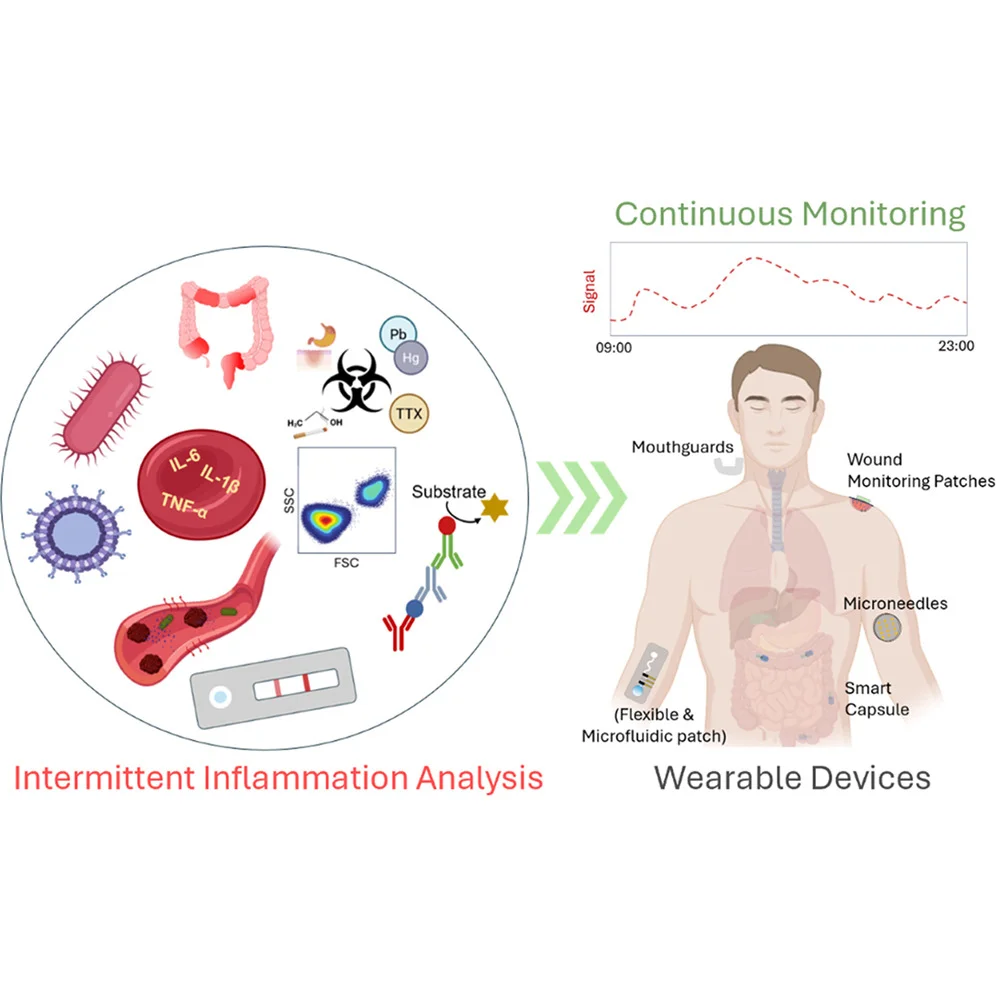 Continuous Monitoring
Signal
09:00
23:00
Pb
Hg
TTX
H₃C
OH
IL-6
IL-1β
TNF-α
SSC
FSC
Substrate
Mouthguards
Wound
Monitoring Patches
Microneedles
Smart
Capsule
(Flexible &
Microfluidic patch)
Intermittent Inflammation Analysis
Wearable Devices